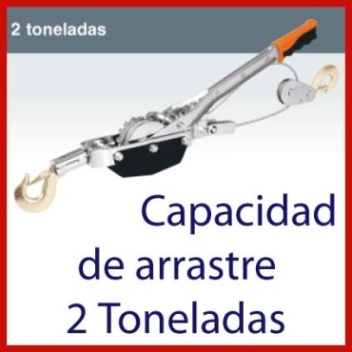 2 toneladas
Capacidad
de arrastre
2 Toneladas